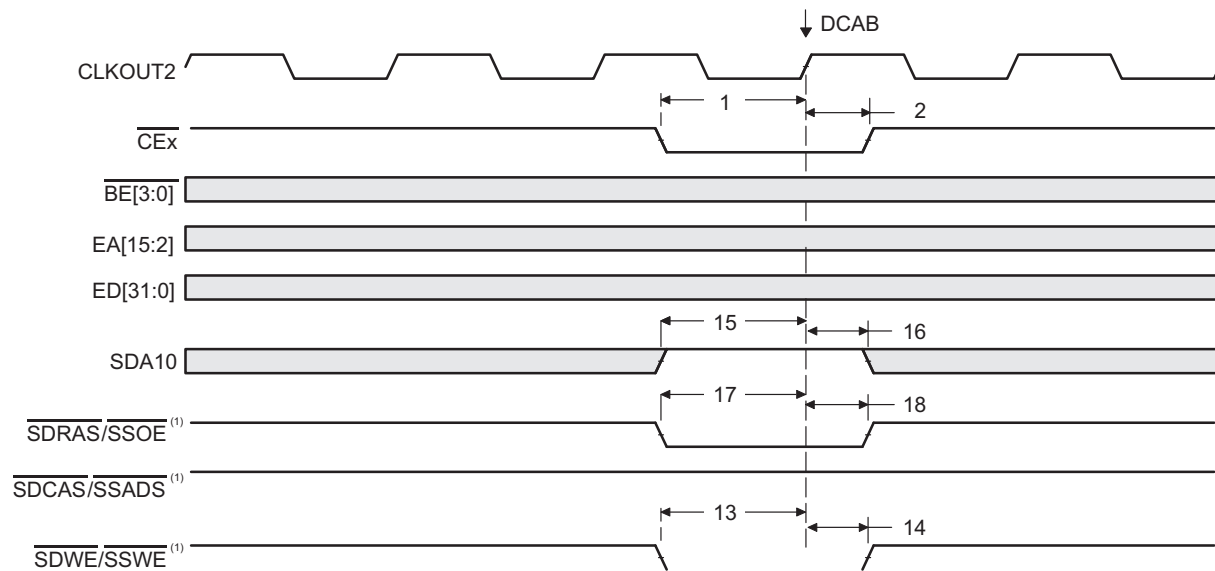 DCAB
CLKOUT2
1
2
CEx
BE[3:0]
EA[15:2]
ED[31:0]
15
16
SDA10
17
18
SDRAS/SSOE (1)
SDCAS/SSADS (1)
13
14
SDWE/SSWE (1)